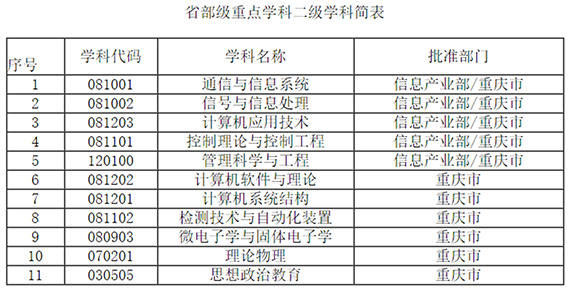 省部级重点学科二级学科简表
序号 学科代码 学科名称 批准部门
1 081001 通信与信息系统 信息产业部/重庆市
2 081002 信号与信息处理 信息产业部/重庆市
3 081203 计算机应用技术 信息产业部/重庆市
4 081101 控制理论与控制工程 信息产业部/重庆市
5 120100 管理科学与工程 信息产业部/重庆市
6 081202 计算机软件与理论 重庆市
7 081201 计算机系统结构 重庆市
8 081102 检测技术与自动化装置 重庆市
9 080903 微电子学与固体电子学 重庆市
10 070201 理论物理 重庆市
11 030505 思想政治教育 重庆市